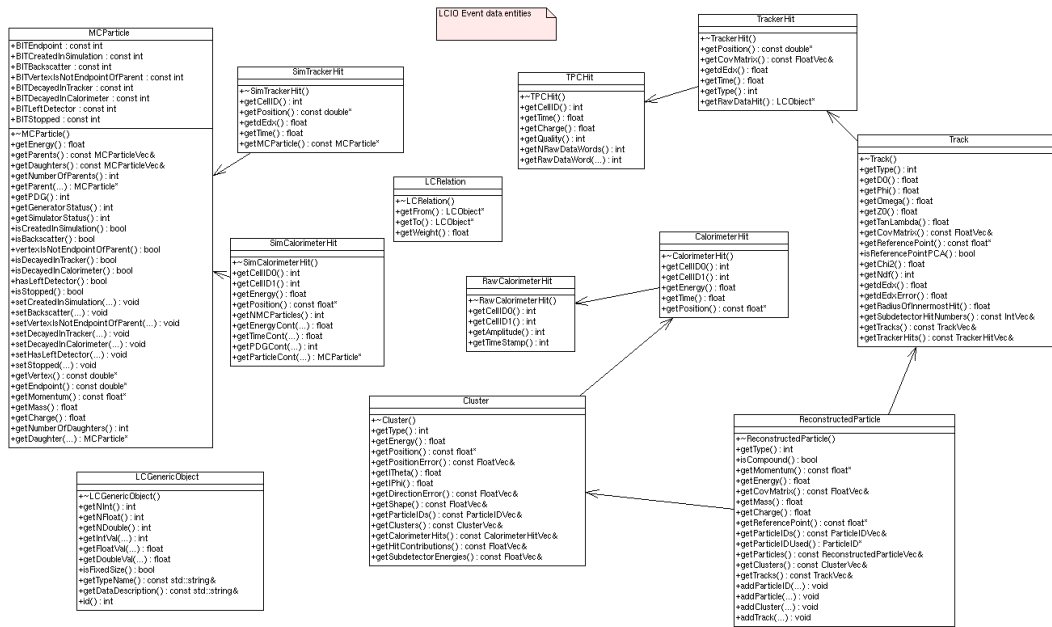 LCIO Event data entities
MCParticle
+BITEndpoint : const int
+BITCreatedInSimulation : const int
+BITBackscatter : const int
+BITVertexIsNotEndpointOfParent : const int
+BITDecayedInTracker : const int
+BITDecayedInCalorimeter : const int
+BITLeftDetector : const int
+BITStopped : const int
+~MCParticle()
+getEnergy() : float
+getParents() : const MCParticleVec&
+getDaughters() : const MCParticleVec&
+getNumberOfParents() : int
+getParent(...) : MCParticle*
+getPDG() : int
+getGeneratorStatus() : int
+getSimulatorStatus() : int
+isCreatedInSimulation() : bool
+isBackscatter() : bool
+vertexIsNotEndpointOfParent() : bool
+isDecayedInTracker() : bool
+isDecayedInCalorimeter() : bool
+hasLeftDetector() : bool
+isStopped() : bool
+setCreatedInSimulation(...) : void
+setBackscatter(...) : void
+setVertexIsNotEndpointOfParent(...) : void
+setDecayedInTracker(...) : void
+setDecayedInCalorimeter(...) : void
+setHasLeftDetector(...) : void
+setStopped(...) : void
+getVertex() : const double*
+getEndpoint() : const double*
+getMomentum() : const float*
+getMass() : float
+getCharge() : float
+getNumberOfDaughters() : int
+getDaughter(...) : MCParticle*
SimTrackerHit
+~SimTrackerHit()
+getCellID() : int
+getPosition() : const double*
+getdEdx() : float
+getTime() : float
+getMCParticle() : const MCParticle*
TPCHit
+~TPCHit()
+getCellID() : int
+getTime() : float
+getCharge() : float
+getQuality() : int
+getNRawDataWords() : int
+getRawDataWord(...) : int
TrackerHit
+~TrackerHit()
+getPosition() : const double*
+getCovMatrix() : const FloatVec&
+getdEdx() : float
+getTime() : float
+getType() : int
+getRawDataHit() : LCObject*
Track
+~Track()
+getType() : int
+getD0() : float
+getPhi() : float
+getOmega() : float
+getZ0() : float
+getTanLambda() : float
+getCovMatrix() : const FloatVec&
+getReferencePoint() : const float*
+isReferencePointPCA() : bool
+getChi2() : float
+getNdf() : int
+getdEdx() : float
+getdEdxError() : float
+getRadiusOfInnermostHit() : float
+getSubdetectorHitNumbers() : const IntVec&
+getTracks() : const TrackVec&
+getTrackerHits() : const TrackerHitVec&
LCRelation
+~LCRelation()
+getFrom() : LCObject*
+getTo() : LCObject*
+getWeight() : float
SimCalorimeterHit
+~SimCalorimeterHit()
+getCellID0() : int
+getCellID1() : int
+getEnergy() : float
+getPosition() : const float*
+getNMCParticles() : int
+getEnergyCont(...) : float
+getTimeCont(...) : float
+getPDGCont(...) : int
+getParticleCont(...) : MCParticle*
RawCalorimeterHit
+~RawCalorimeterHit()
+getCellID0() : int
+getCellID1() : int
+getAmplitude() : int
+getTimeStamp() : int
CalorimeterHit
+~CalorimeterHit()
+getCellID0() : int
+getCellID1() : int
+getEnergy() : float
+getTime() : float
+getPosition() : const float*
Cluster
+~Cluster()
+getType() : int
+getEnergy() : float
+getPosition() : const float*
+getPositionError() : const FloatVec&
+getITheta() : float
+getIPhi() : float
+getDirectionError() : const FloatVec&
+getShape() : const FloatVec&
+getParticleIDs() : const ParticleIDVec&
+getClusters() : const ClusterVec&
+getCalorimeterHits() : const CalorimeterHitVec&
+getHitContributions() : const FloatVec&
+getSubdetectorEnergies() : const FloatVec&
ReconstructedParticle
+~ReconstructedParticle()
+getType() : int
+isCompound() : bool
+getMomentum() : const float*
+getEnergy() : float
+getCovMatrix() : const FloatVec&
+getMass() : float
+getCharge() : float
+getReferencePoint() : const float*
+getParticleIDs() : const ParticleIDVec&
+getParticleIDUsed() : ParticleID*
+getParticles() : const ReconstructedParticleVec&
+getClusters() : const ClusterVec&
+getTracks() : const TrackVec&
+addParticleID(...) : void
+addParticle(...) : void
+addCluster(...) : void
+addTrack(...) : void
LCGenericObject
+~LCGenericObject()
+getNInt() : int
+getNFloat() : int
+getNDouble() : int
+getIntVal(...) : int
+getFloatVal(...) : float
+getDoubleVal(...) : float
+isFixedSize() : bool
+getTypeName() : const std::string&
+getDataDescription() : const std::string&
+id() : int